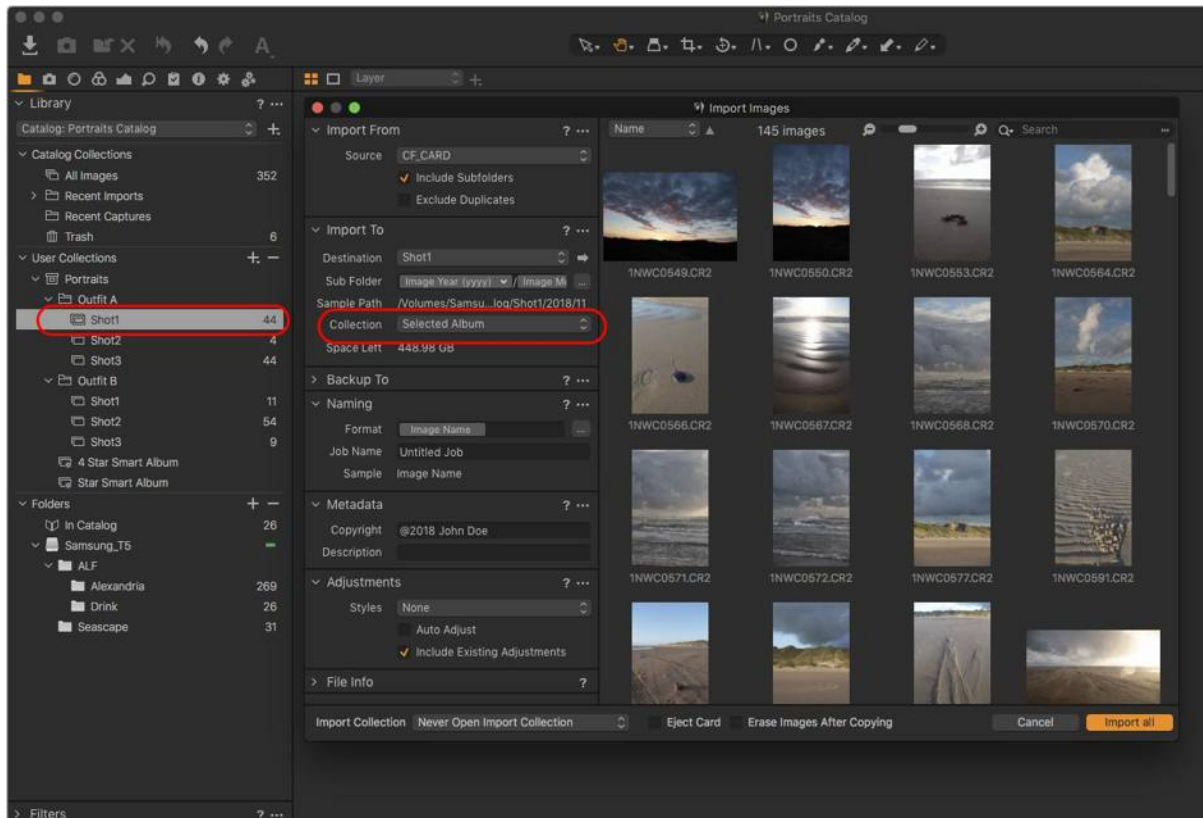 Portraits Catalog
A
Layer
Library ? ...
Catalog: Portraits Catalog
Catalog Collections
All Images 352
Recent Imports
Recent Captures
Trash 6
User Collections
Portraits
Outfit A
Shot1 44
Shot2 4
Shot3 44
Outfit B
Shot1 11
Shot2 54
Shot3 9
4 Star Smart Album
Star Smart Album
Folders
In Catalog 26
Samsung_T5
ALF
Alexandria 269
Drink 26
Seascape 31
Filters ? ...
Import Images
Import From ? ...
Source CF_CARD
Include Subfolders
Exclude Duplicates
Import To ? ...
Destination Shot1
Sub Folder Image Year (yyyy) / Image M ...
Sample Path /Volumes/Samsu...log/Shot1/2018/11
Collection Selected Album
Space Left 448.98 GB
Backup To ? ...
Naming ? ...
Format Image Name ...
Job Name Untitled Job
Sample Image Name
Metadata ? ...
Copyright @2018 John Doe
Description
Adjustments ? ...
Styles None
Auto Adjust
Include Existing Adjustments
File Info ?
Name 145 images Search ...
1NWC0549.CR2 1NWC0550.CR2 1NWC0553.CR2 1NWC0564.CR2
1NWC0566.CR2 1NWC0567.CR2 1NWC0568.CR2 1NWC0570.CR2
1NWC0571.CR2 1NWC0572.CR2 1NWC0577.CR2 1NWC0591.CR2
Import Collection Never Open Import Collection Eject Card Erase Images After Copying Cancel Import all